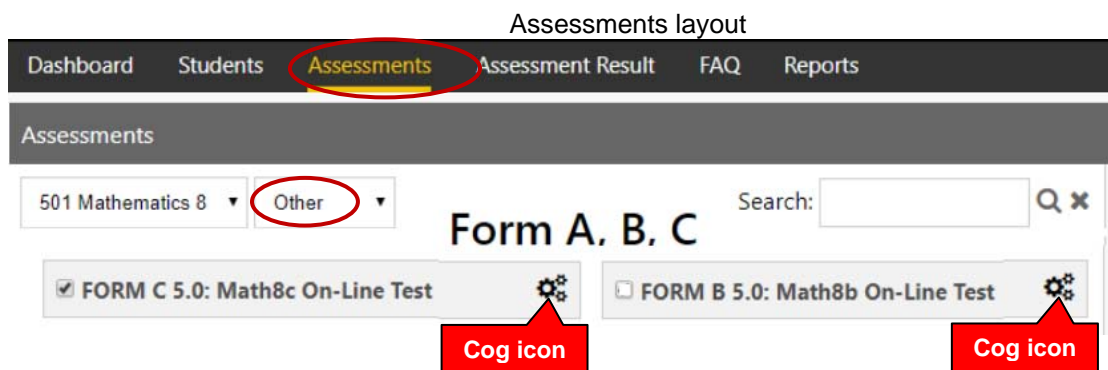 Assessments layout
Dashboard Students Assessments Assessment Result FAQ Reports
Assessments
501 Mathematics 8 Other Search:
Form A, B, C
FORM C 5.0: Math8c On-Line Test FORM B 5.0: Math8b On-Line Test
Cog icon Cog icon